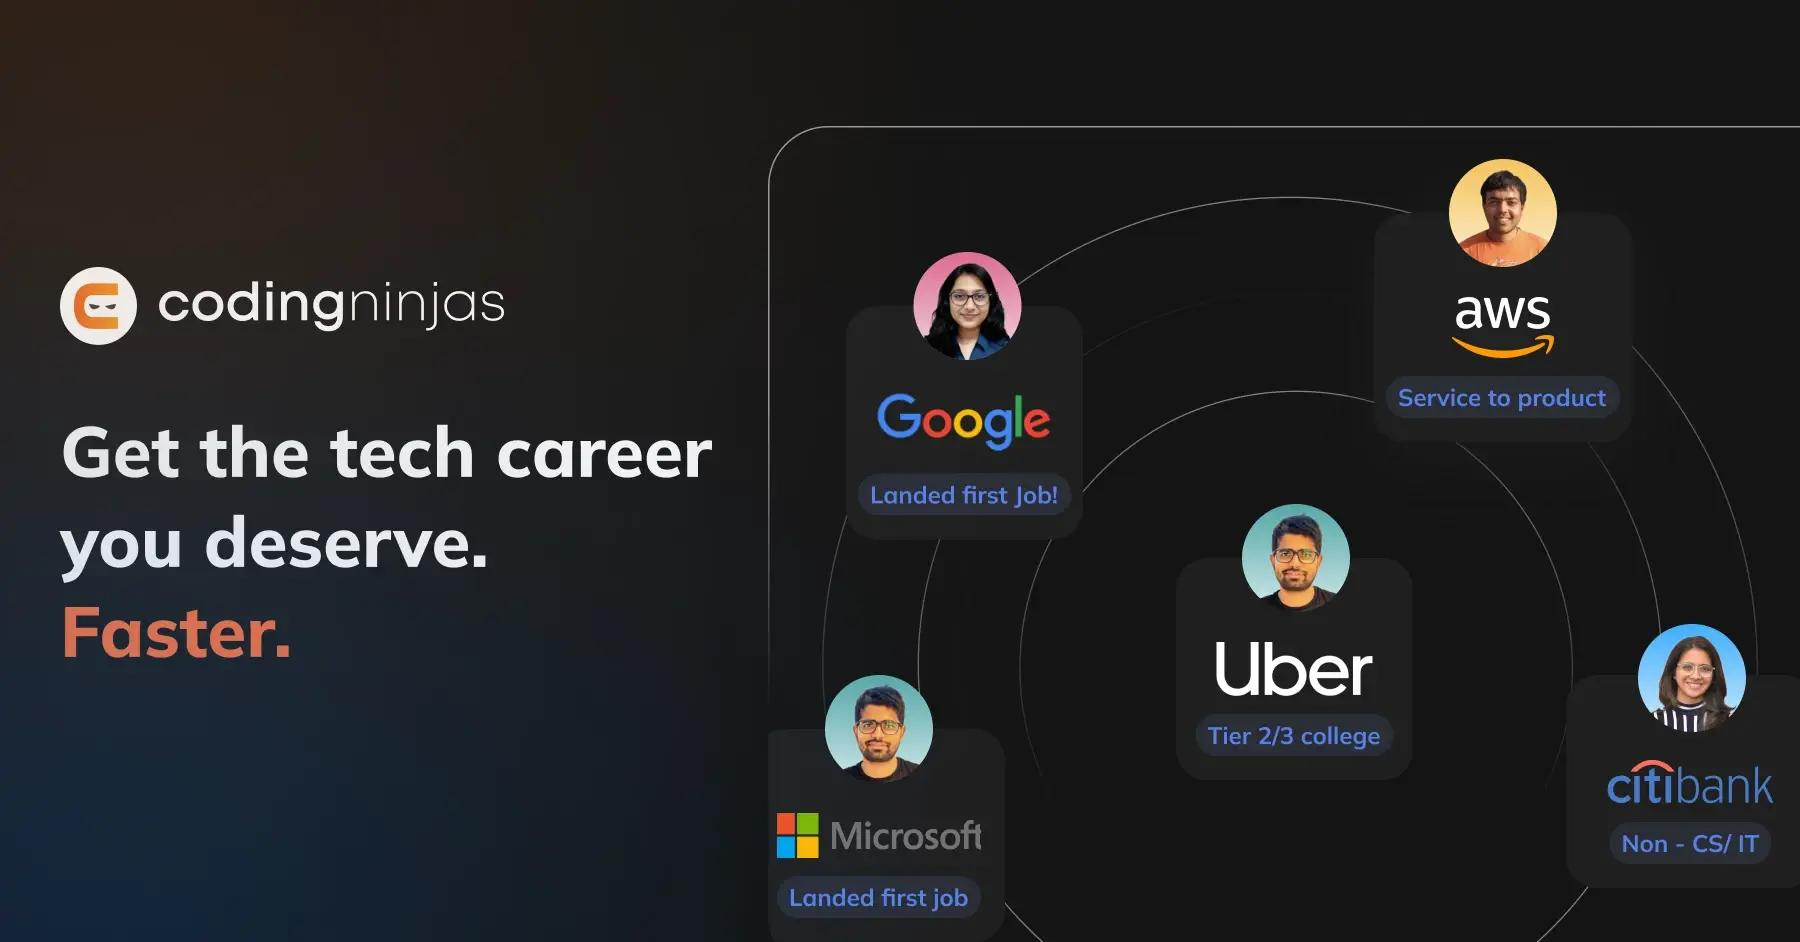 codingninjas
Get the tech career
you deserve.
Faster.
Google
Landed first Job!
aws
Service to product
Uber
Tier 2/3 college
Microsoft
Landed first job
citibank
Non - CS/ IT